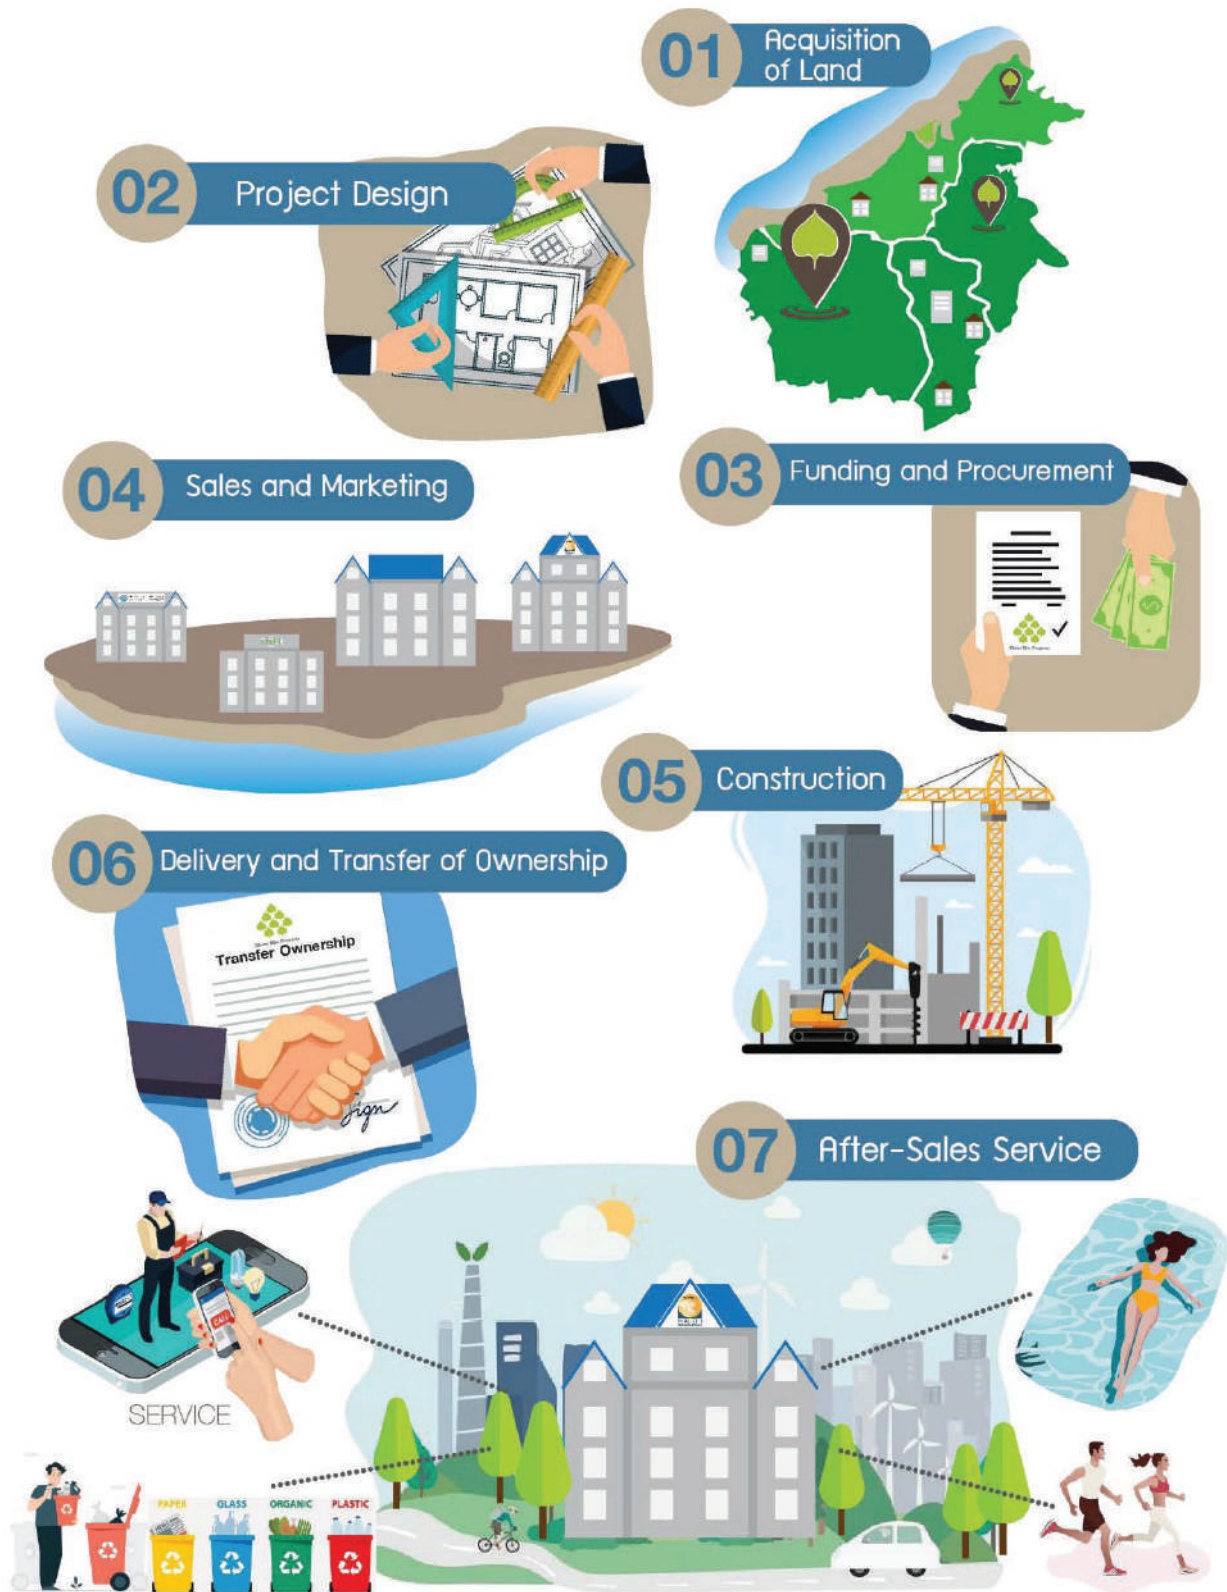 01
Acquisition
of Land
02
Project Design
03
Funding and Procurement
04
Sales and Marketing
05
Construction
06
Delivery and Transfer of Ownership
Transfer Ownership
Sign
07
After-Sales Service
CALL
SERVICE
PAPER
GLASS
ORGANIC
PLASTIC